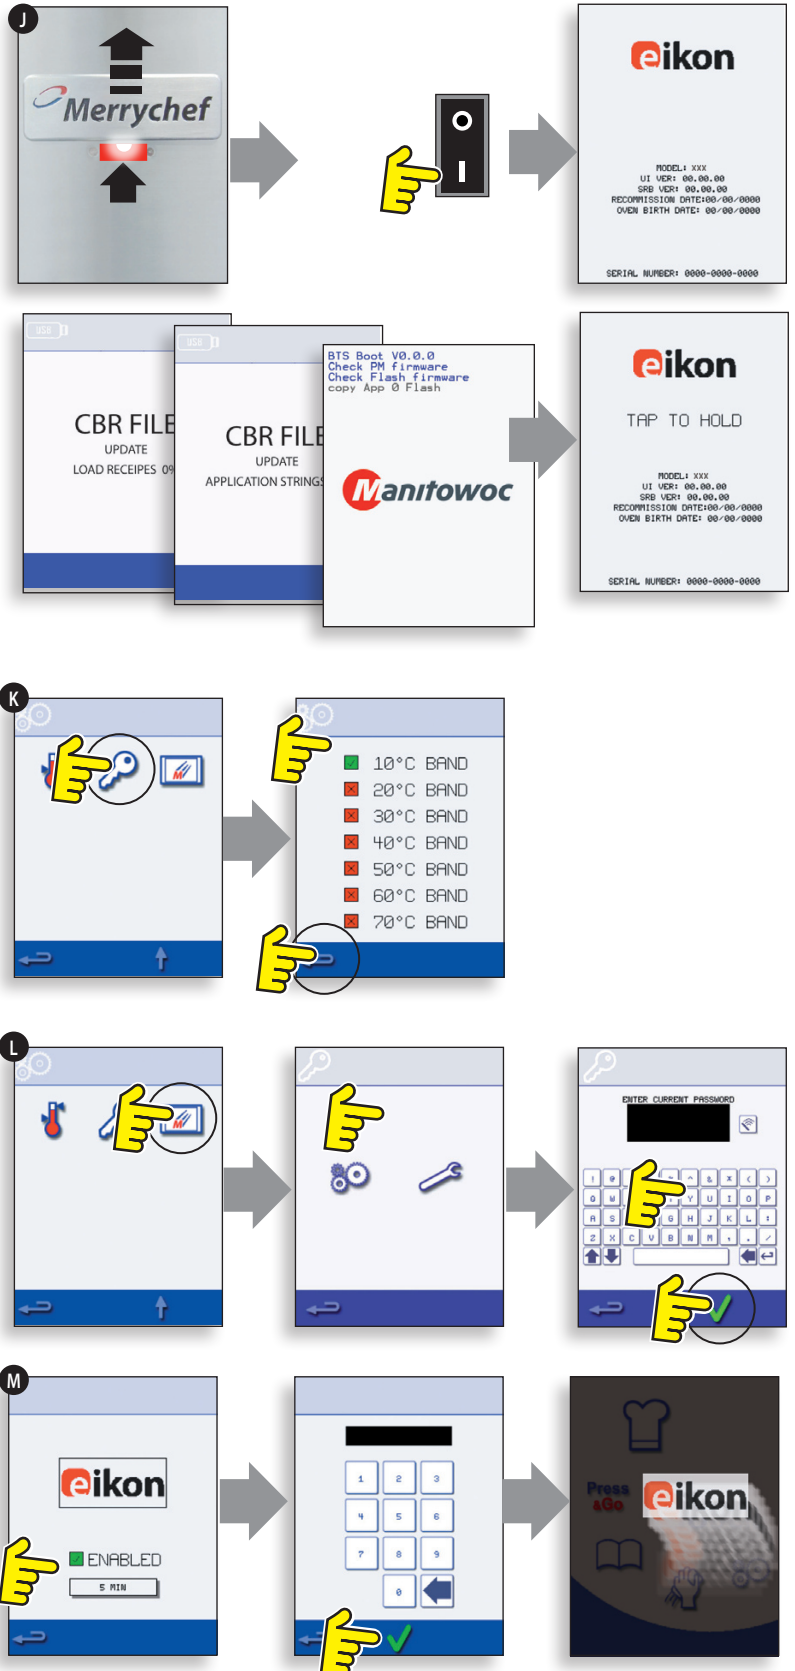 J
Merrychef
eikon
MODEL: XXX
UI VER: 00.00.00
SRB VER: 00.00.00
RECOMMISSION DATE:00/00/0000
OVEN BIRTH DATE: 00/00/0000
SERIAL NUMBER: 0000-0000-0000
USB
CBR FILE
UPDATE
LOAD RECEIPES 0%
USB
CBR FILE
UPDATE
APPLICATION STRINGS
BTS Boot V0.0.0
Check PM firmware
Check Flash firmware
copy App 0 Flash
Manitowoc
eikon
TAP TO HOLD
MODEL: XXX
UI VER: 00.00.00
SRB VER: 00.00.00
RECOMMISSION DATE:00/00/0000
OVEN BIRTH DATE: 00/00/0000
SERIAL NUMBER: 0000-0000-0000
K
10°C BAND
20°C BAND
30°C BAND
40°C BAND
50°C BAND
60°C BAND
70°C BAND
L
ENTER CURRENT PASSWORD
! @ ^ & * ( )
Q W Y U I O P
A S G H J K L :
Z X C V B N M , . /
M
eikon
ENABLED
5 MIN
1 2 3
4 5 6
7 8 9
0
Press
&Go
eikon